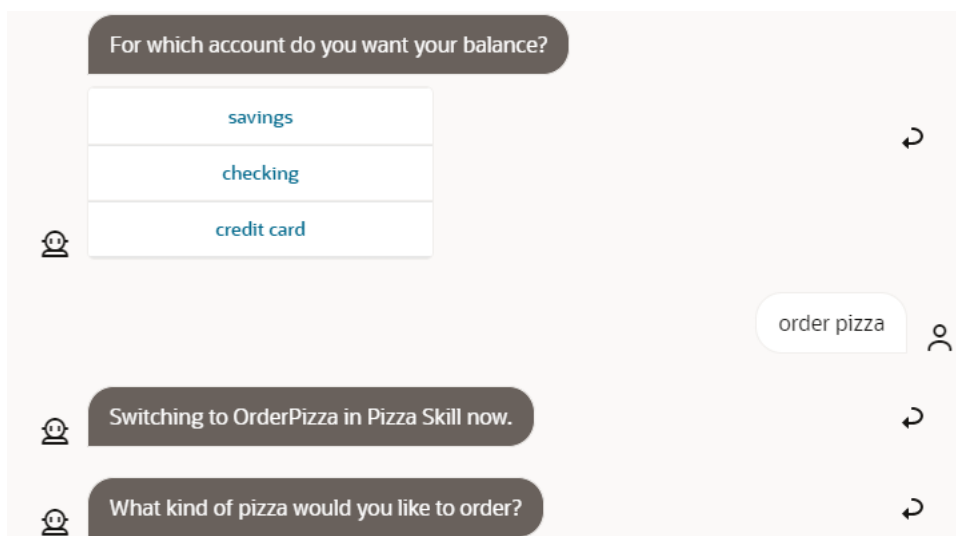 For which account do you want your balance?
savings
checking
credit card
order pizza
Switching to OrderPizza in Pizza Skill now.
What kind of pizza would you like to order?